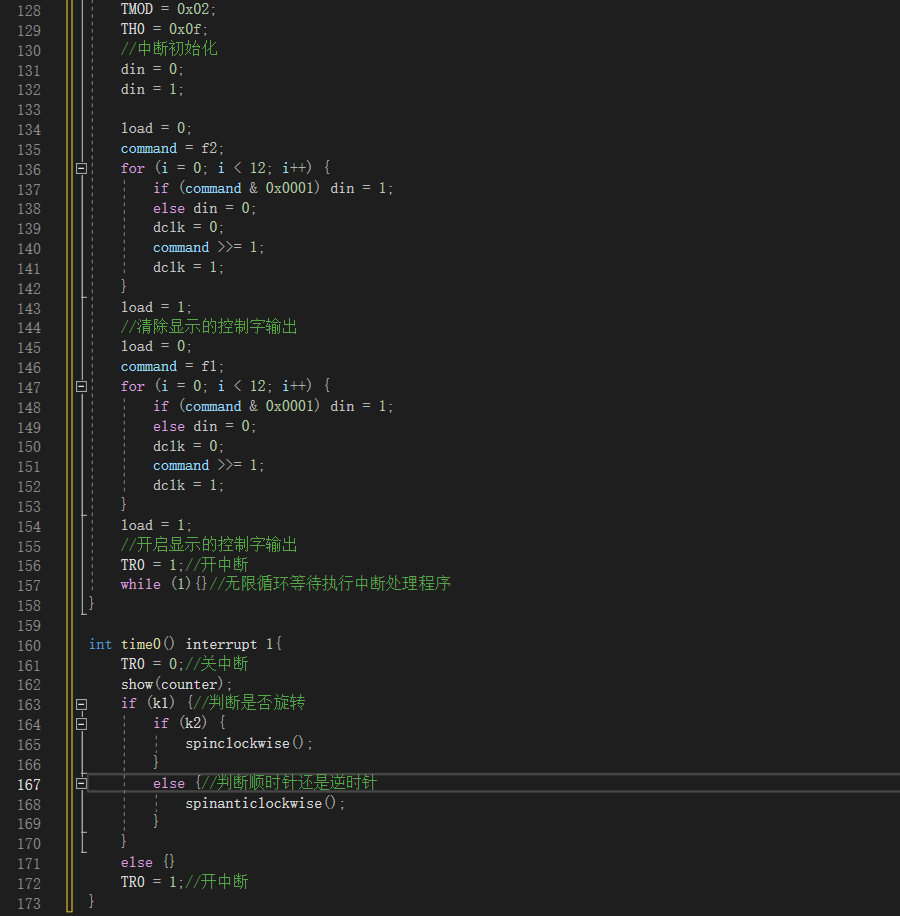 128 TMOD = 0x02;
129 TH0 = 0x0f;
130 //中断初始化
131 din = 0;
132 din = 1;
133
134 load = 0;
135 command = f2;
136 for (i = 0; i < 12; i++) {
137 if (command & 0x0001) din = 1;
138 else din = 0;
139 dclk = 0;
140 command >>= 1;
141 dclk = 1;
142 }
143 load = 1;
144 //清除显示的控制字输出
145 load = 0;
146 command = f1;
147 for (i = 0; i < 12; i++) {
148 if (command & 0x0001) din = 1;
149 else din = 0;
150 dclk = 0;
151 command >>= 1;
152 dclk = 1;
153 }
154 load = 1;
155 //开启显示的控制字输出
156 TR0 = 1;//开中断
157 while (1){}//无限循环等待执行中断处理程序
158 }
159
160 int time0() interrupt 1{
161 TR0 = 0;//关中断
162 show(counter);
163 if (k1) {//判断是否旋转
164 if (k2) {
165 spinclockwise();
166 }
167 else {//判断顺时针还是逆时针
168 spinanticlockwise();
169 }
170 }
171 else {}
172 TR0 = 1;//开中断
173 }